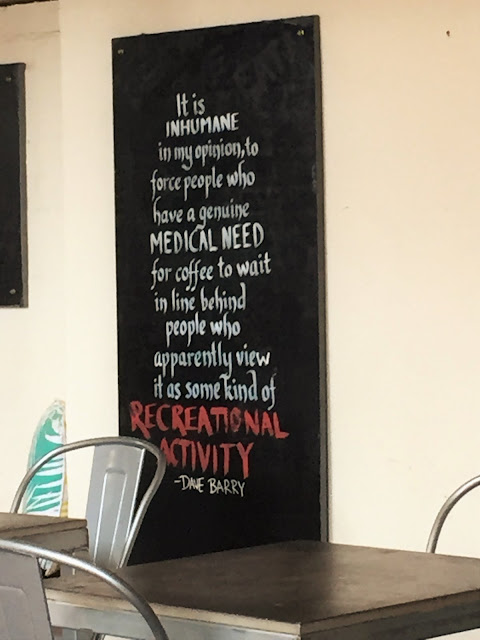 It is
INHUMANE
in my opinion, to
force people who
have a genuine
MEDICAL NEED
for coffee to wait
in line behind
people who
apparently view
it as some kind of
RECREATIONAL
ACTIVITY
-DAVE BARRY